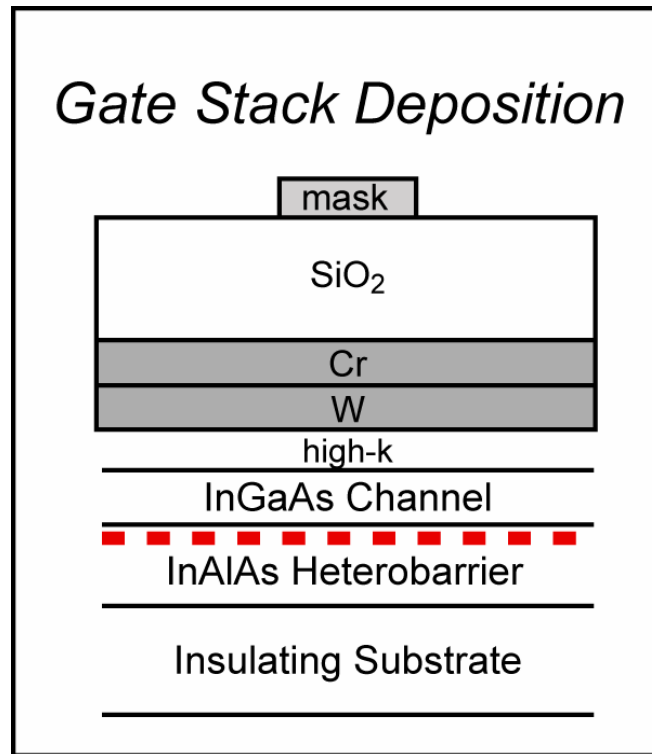 Gate Stack Deposition
mask
SiO₂
Cr
W
high-k
InGaAs Channel
InAlAs Heterobarrier
Insulating Substrate